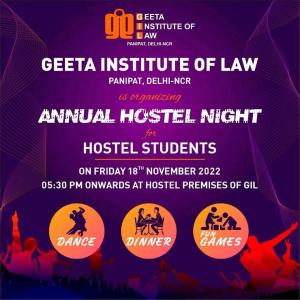 GEETA
INSTITUTE OF
LAW
PANIPAT, DELHI-NCR
GEETA INSTITUTE OF LAW
PANIPAT, DELHI-NCR
is organizing
ANNUAL HOSTEL NIGHT
for
HOSTEL STUDENTS
ON FRIDAY 18TH NOVEMBER 2022
05:30 PM ONWARDS AT HOSTEL PREMISES OF GIL
DANCE
DINNER
FUN
GAMES